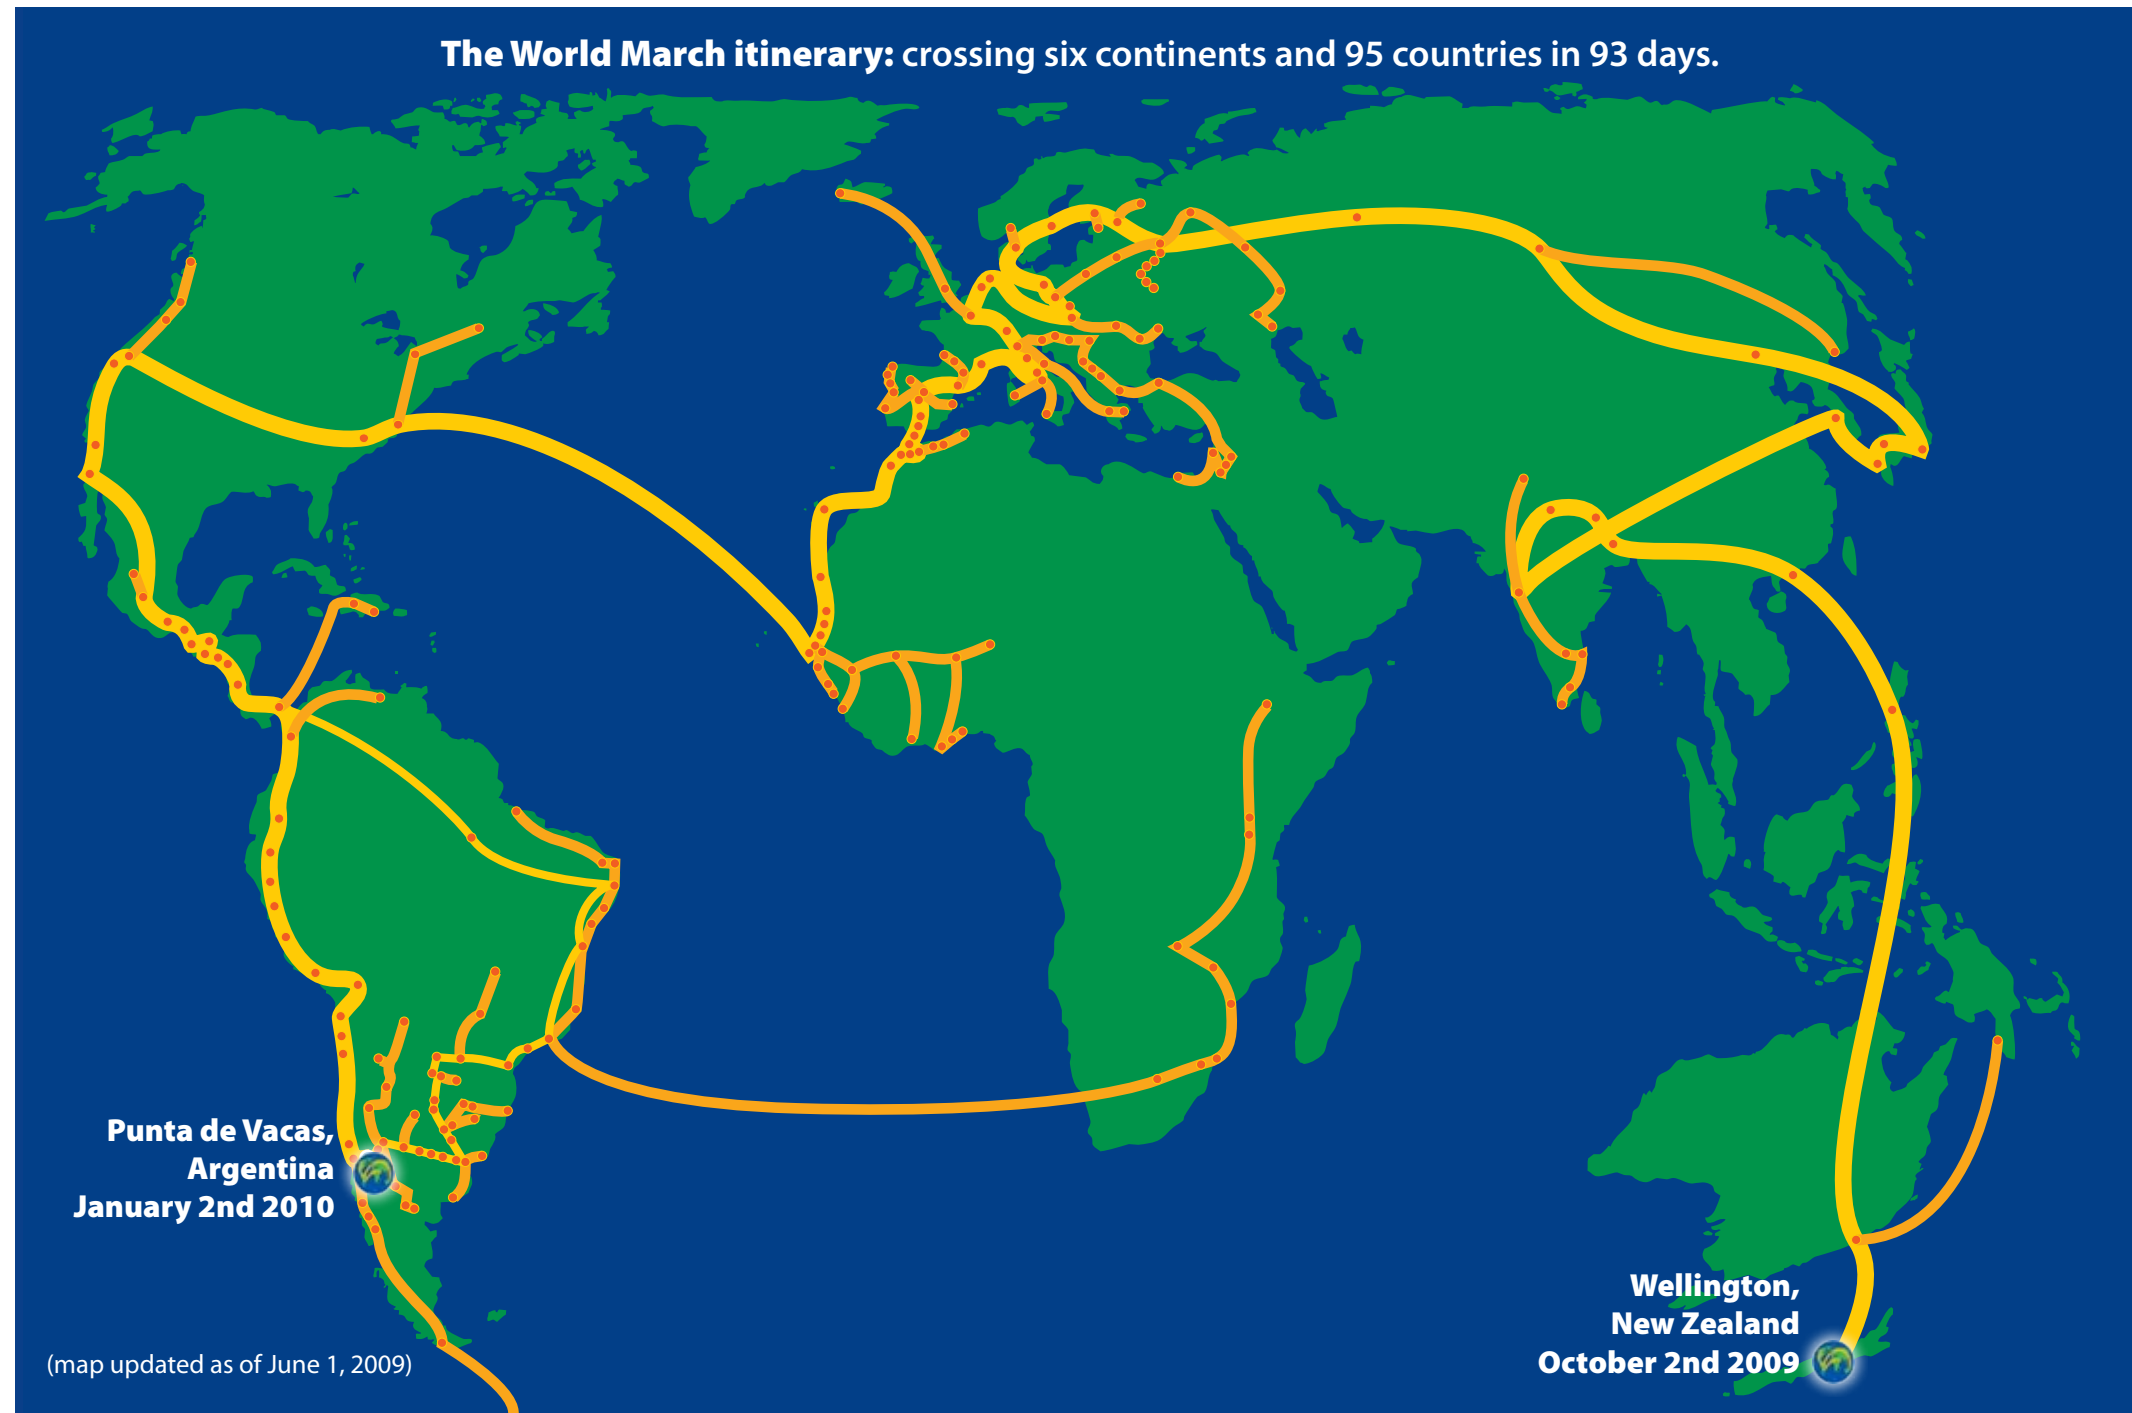 The World March itinerary: crossing six continents and 95 countries in 93 days.
Punta de Vacas,
Argentina
January 2nd 2010
Wellington,
New Zealand
October 2nd 2009
(map updated as of June 1, 2009)